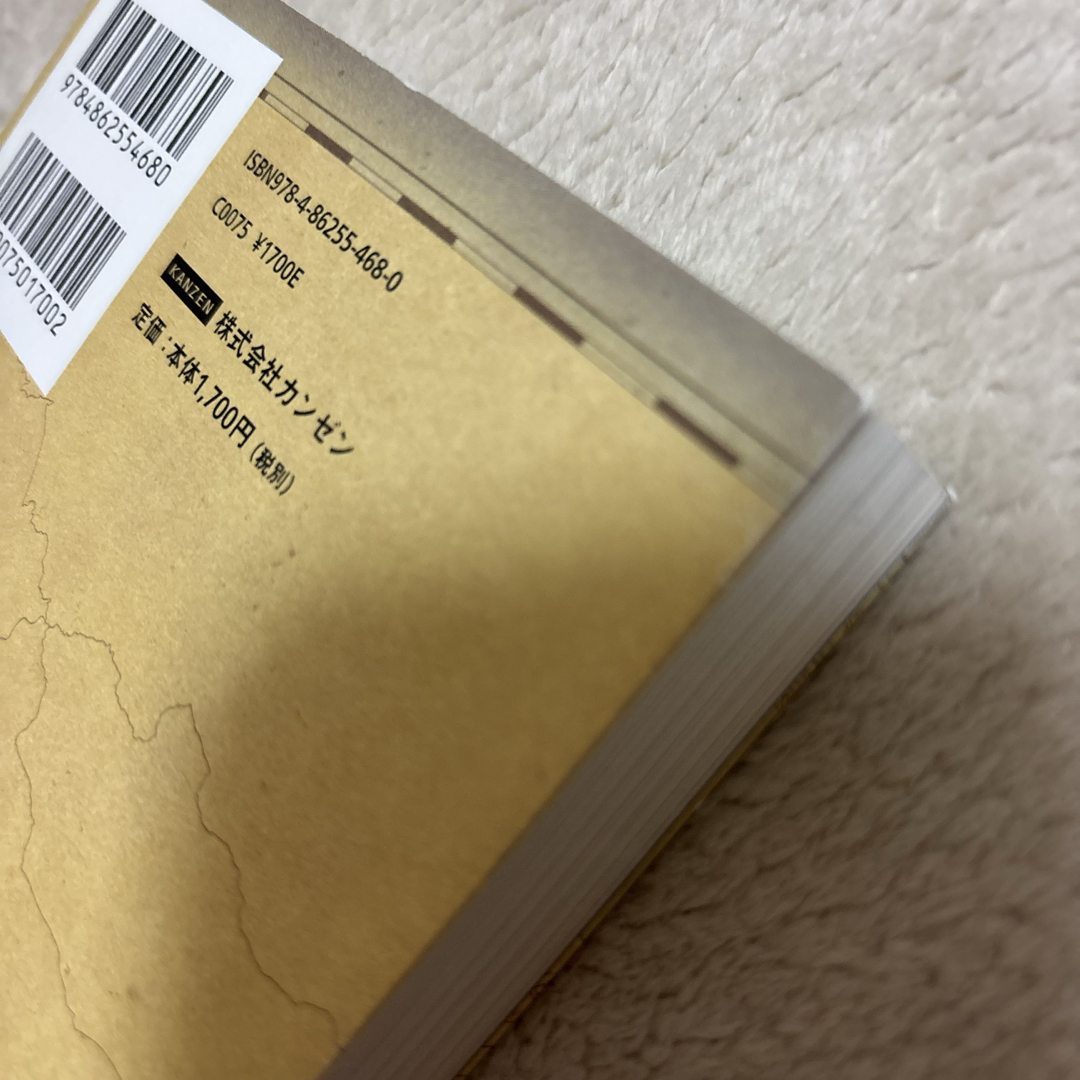 9784862554680
ISBN978-4-86255-468-0
C0075 ¥1700E
KANZEN 株式会社カンゼン
定価:本体1,700円(税別)